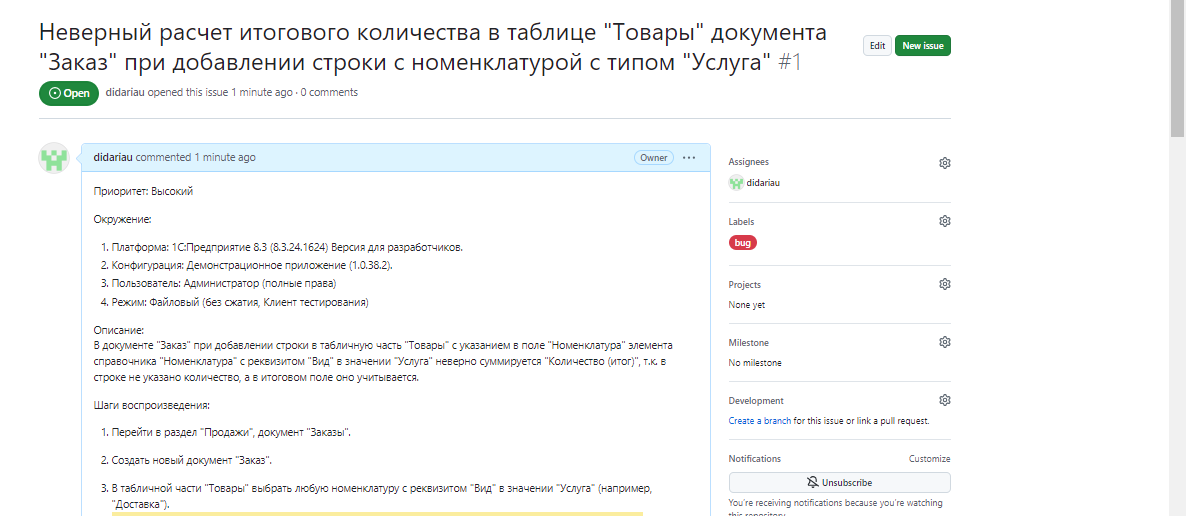 Неверный расчет итогового количества в таблице "Товары" документа
"Заказ" при добавлении строки с номенклатурой с типом "Услуга" #1
Edit
New issue
Open
didariau opened this issue 1 minute ago · 0 comments
didariau commented 1 minute ago
Owner
Приоритет: Высокий
Окружение:
1. Платформа: 1С:Предприятие 8.3 (8.3.24.1624) Версия для разработчиков.
2. Конфигурация: Демонстрационное приложение (1.0.38.2).
3. Пользователь: Администратор (полные права)
4. Режим: Файловый (без сжатия, Клиент тестирования)
Описание:
В документе "Заказ" при добавлении строки в табличную часть "Товары" с указанием в поле "Номенклатура" элемента
справочника "Номенклатура" с реквизитом "Вид" в значении "Услуга" неверно суммируется "Количество (итог)", т.к. в
строке не указано количество, а в итоговом поле оно учитывается.
Шаги воспроизведения:
1. Перейти в раздел "Продажи", документ "Заказы".
2. Создать новый документ "Заказ".
3. В табличной части "Товары" выбрать любую номенклатуру с реквизитом "Вид" в значении "Услуга" (например,
"Доставка").
Assignees
didariau
Labels
bug
Projects
None yet
Milestone
No milestone
Development
Create a branch for this issue or link a pull request.
Notifications
Customize
Unsubscribe
You're receiving notifications because you're watching
this repository.